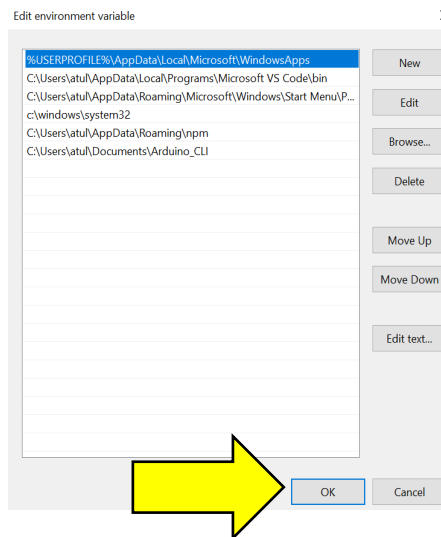 Edit environment variable
%USERPROFILE%\AppData\Local\Microsoft\WindowsApps
C:\Users\atul\AppData\Local\Programs\Microsoft VS Code\bin
C:\Users\atul\AppData\Roaming\Microsoft\Windows\Start Menu\P...
c:\windows\system32
C:\Users\atul\AppData\Roaming\npm
C:\Users\atul\Documents\Arduino_CLI
New
Edit
Browse...
Delete
Move Up
Move Down
Edit text...
OK
Cancel